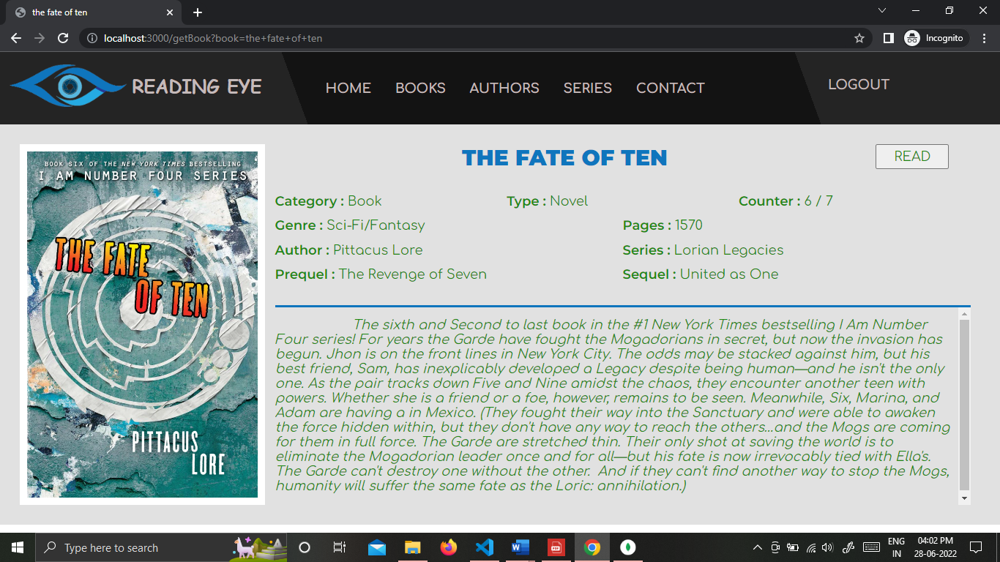 the fate of ten
localhost:3000/getBook?book=the+fate+of+ten
Incognito
READING EYE
HOME BOOKS AUTHORS SERIES CONTACT
LOGOUT
BOOK SIX OF THE NEW YORK TIMES BESTSELLING
I AM NUMBER FOUR SERIES
THE FATE
OF TEN
PITTACUS
LORE
THE FATE OF TEN
READ
Category : Book Type : Novel Counter : 6 / 7
Genre : Sci-Fi/Fantasy Pages : 1570
Author : Pittacus Lore Series : Lorian Legacies
Prequel : The Revenge of Seven Sequel : United as One
The sixth and Second to last book in the #1 New York Times bestselling I Am Number
Four series! For years the Garde have fought the Mogadorians in secret, but now the invasion has
begun. Jhon is on the front lines in New York City. The odds may be stacked against him, but his
best friend, Sam, has inexplicably developed a Legacy despite being human—and he isn't the only
one. As the pair tracks down Five and Nine amidst the chaos, they encounter another teen with
powers. Whether she is a friend or a foe, however, remains to be seen. Meanwhile, Six, Marina, and
Adam are having a in Mexico. (They fought their way into the Sanctuary and were able to awaken
the force hidden within, but they don't have any way to reach the others...and the Mogs are coming
for them in full force. The Garde are stretched thin. Their only shot at saving the world is to
eliminate the Mogadorian leader once and for all—but his fate is now irrevocably tied with Ella's.
The Garde can't destroy one without the other.  And if they can't find another way to stop the Mogs,
humanity will suffer the same fate as the Loric: annihilation.)
Type here to search
ENG
IN
04:02 PM
28-06-2022